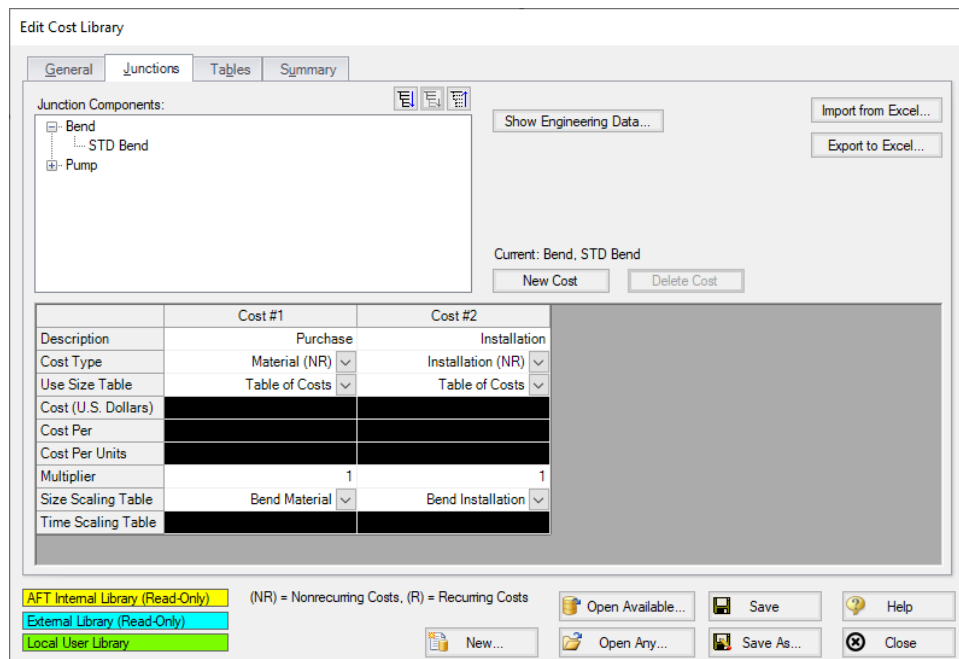 Edit Cost Library
General Junctions Tables Summary
Junction Components:
Bend
STD Bend
Pump
Show Engineering Data...
Import from Excel...
Export to Excel...
Current: Bend, STD Bend
New Cost Delete Cost
Cost #1 Cost #2
Description Purchase Installation
Cost Type Material (NR) Installation (NR)
Use Size Table Table of Costs Table of Costs
Cost (U.S. Dollars)
Cost Per
Cost Per Units
Multiplier 1 1
Size Scaling Table Bend Material Bend Installation
Time Scaling Table
AFT Internal Library (Read-Only)
External Library (Read-Only)
Local User Library
(NR) = Nonrecurring Costs, (R) = Recurring Costs
Open Available... Save Help
New... Open Any... Save As... Close